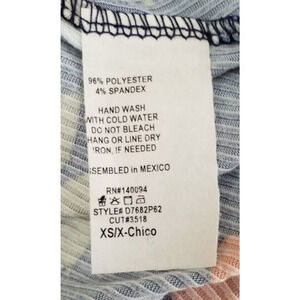 96% POLYESTER
4% SPANDEX
HAND WASH
WITH COLD WATER
DO NOT BLEACH
HANG OR LINE DRY
IRON, IF NEEDED
SSEMBLED in MEXICO
RN#140094
STYLE# D7682P62
CUT#3518
XS/X-Chico